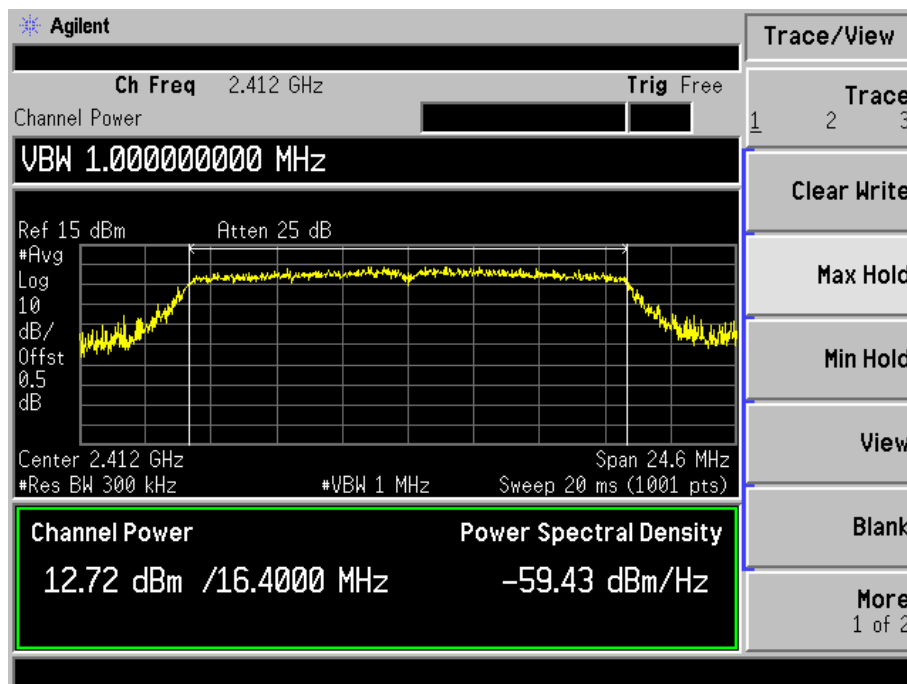 Agilent
Trace/View
Ch Freq 2.412 GHz Trig Free
Channel Power
Trace
1 2 3
VBW 1.000000000 MHz
Clear Write
Ref 15 dBm Atten 25 dB
#Avg
Log
10
dB/
Offst
0.5
dB
Max Hold
Min Hold
View
Center 2.412 GHz Span 24.6 MHz
#Res BW 300 kHz #VBW 1 MHz Sweep 20 ms (1001 pts)
Channel Power Power Spectral Density
12.72 dBm /16.4000 MHz -59.43 dBm/Hz
Blank
More
1 of 2